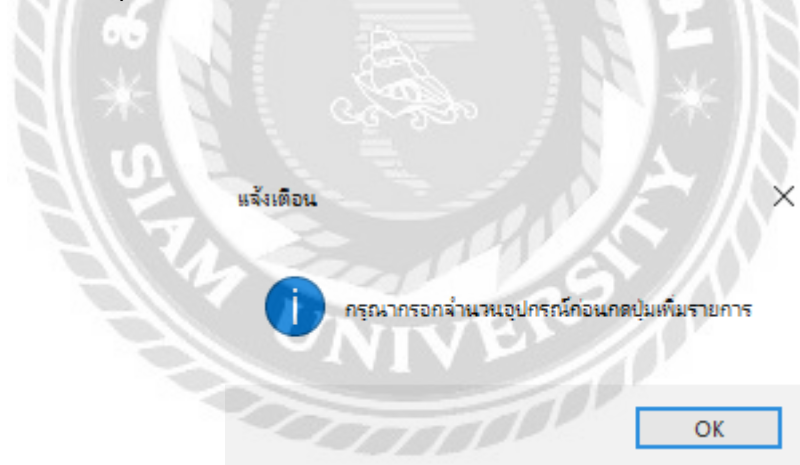 แจ้งเตือน
กรุณากรอกจำนวนอุปกรณ์ก่อนกดปุ่มเพิ่มรายการ
OK
SIAM UNIVERSITY